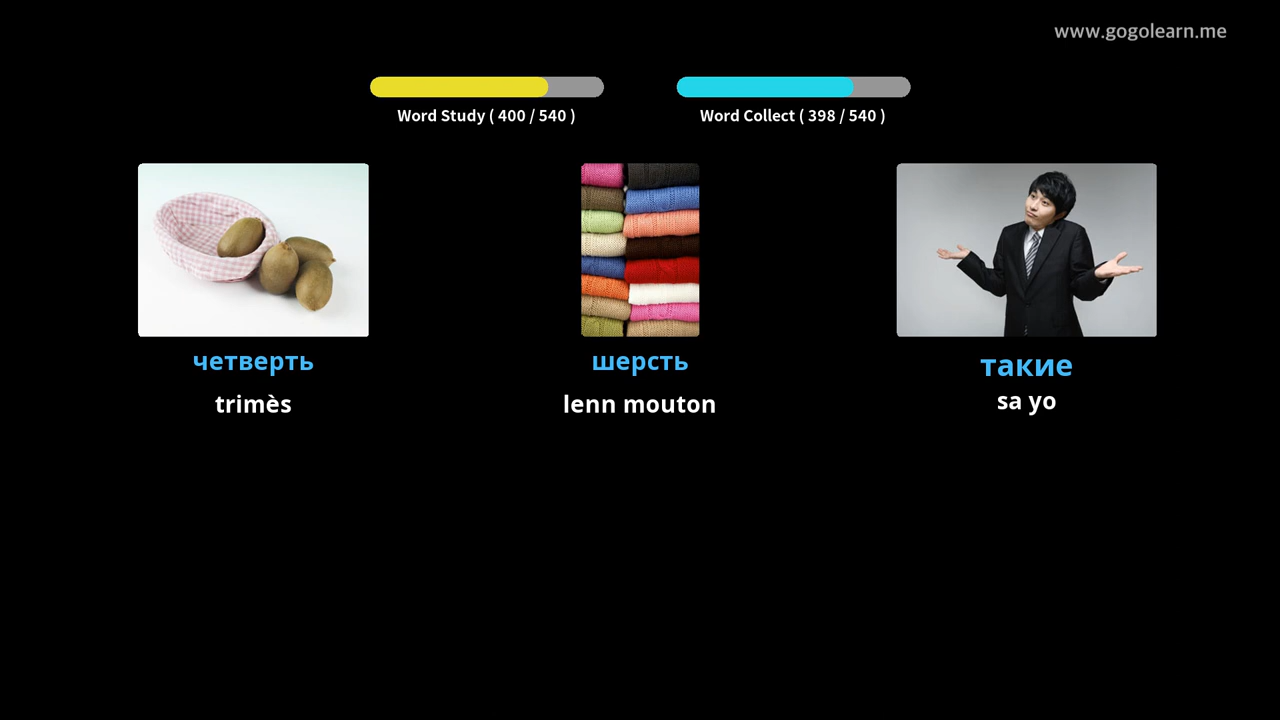 www.gogolearn.me
Word Study ( 400 / 540 )
Word Collect ( 398 / 540 )
четверть
шерсть
такие
trimès
lenn mouton
sa yo